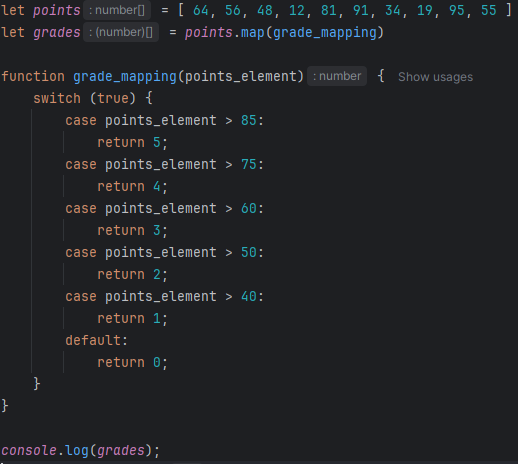 let points : number[] = [ 64, 56, 48, 12, 81, 91, 34, 19, 95, 55 ]
let grades : (number)[] = points.map(grade_mapping)
function grade_mapping(points_element) : number { Show usages
switch (true) {
case points_element > 85:
return 5;
case points_element > 75:
return 4;
case points_element > 60:
return 3;
case points_element > 50:
return 2;
case points_element > 40:
return 1;
default:
return 0;
}
}
console.log(grades);